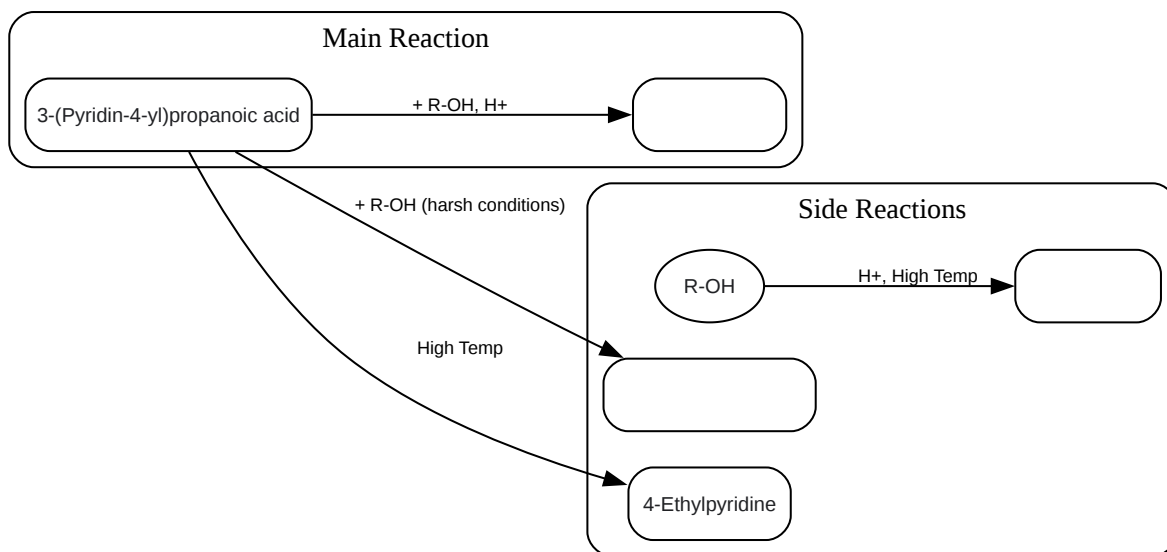 Main Reaction
3-(Pyridin-4-yl)propanoic acid
+ R-OH, H+
+ R-OH (harsh conditions)
Side Reactions
R-OH
H+, High Temp
High Temp
4-Ethylpyridine